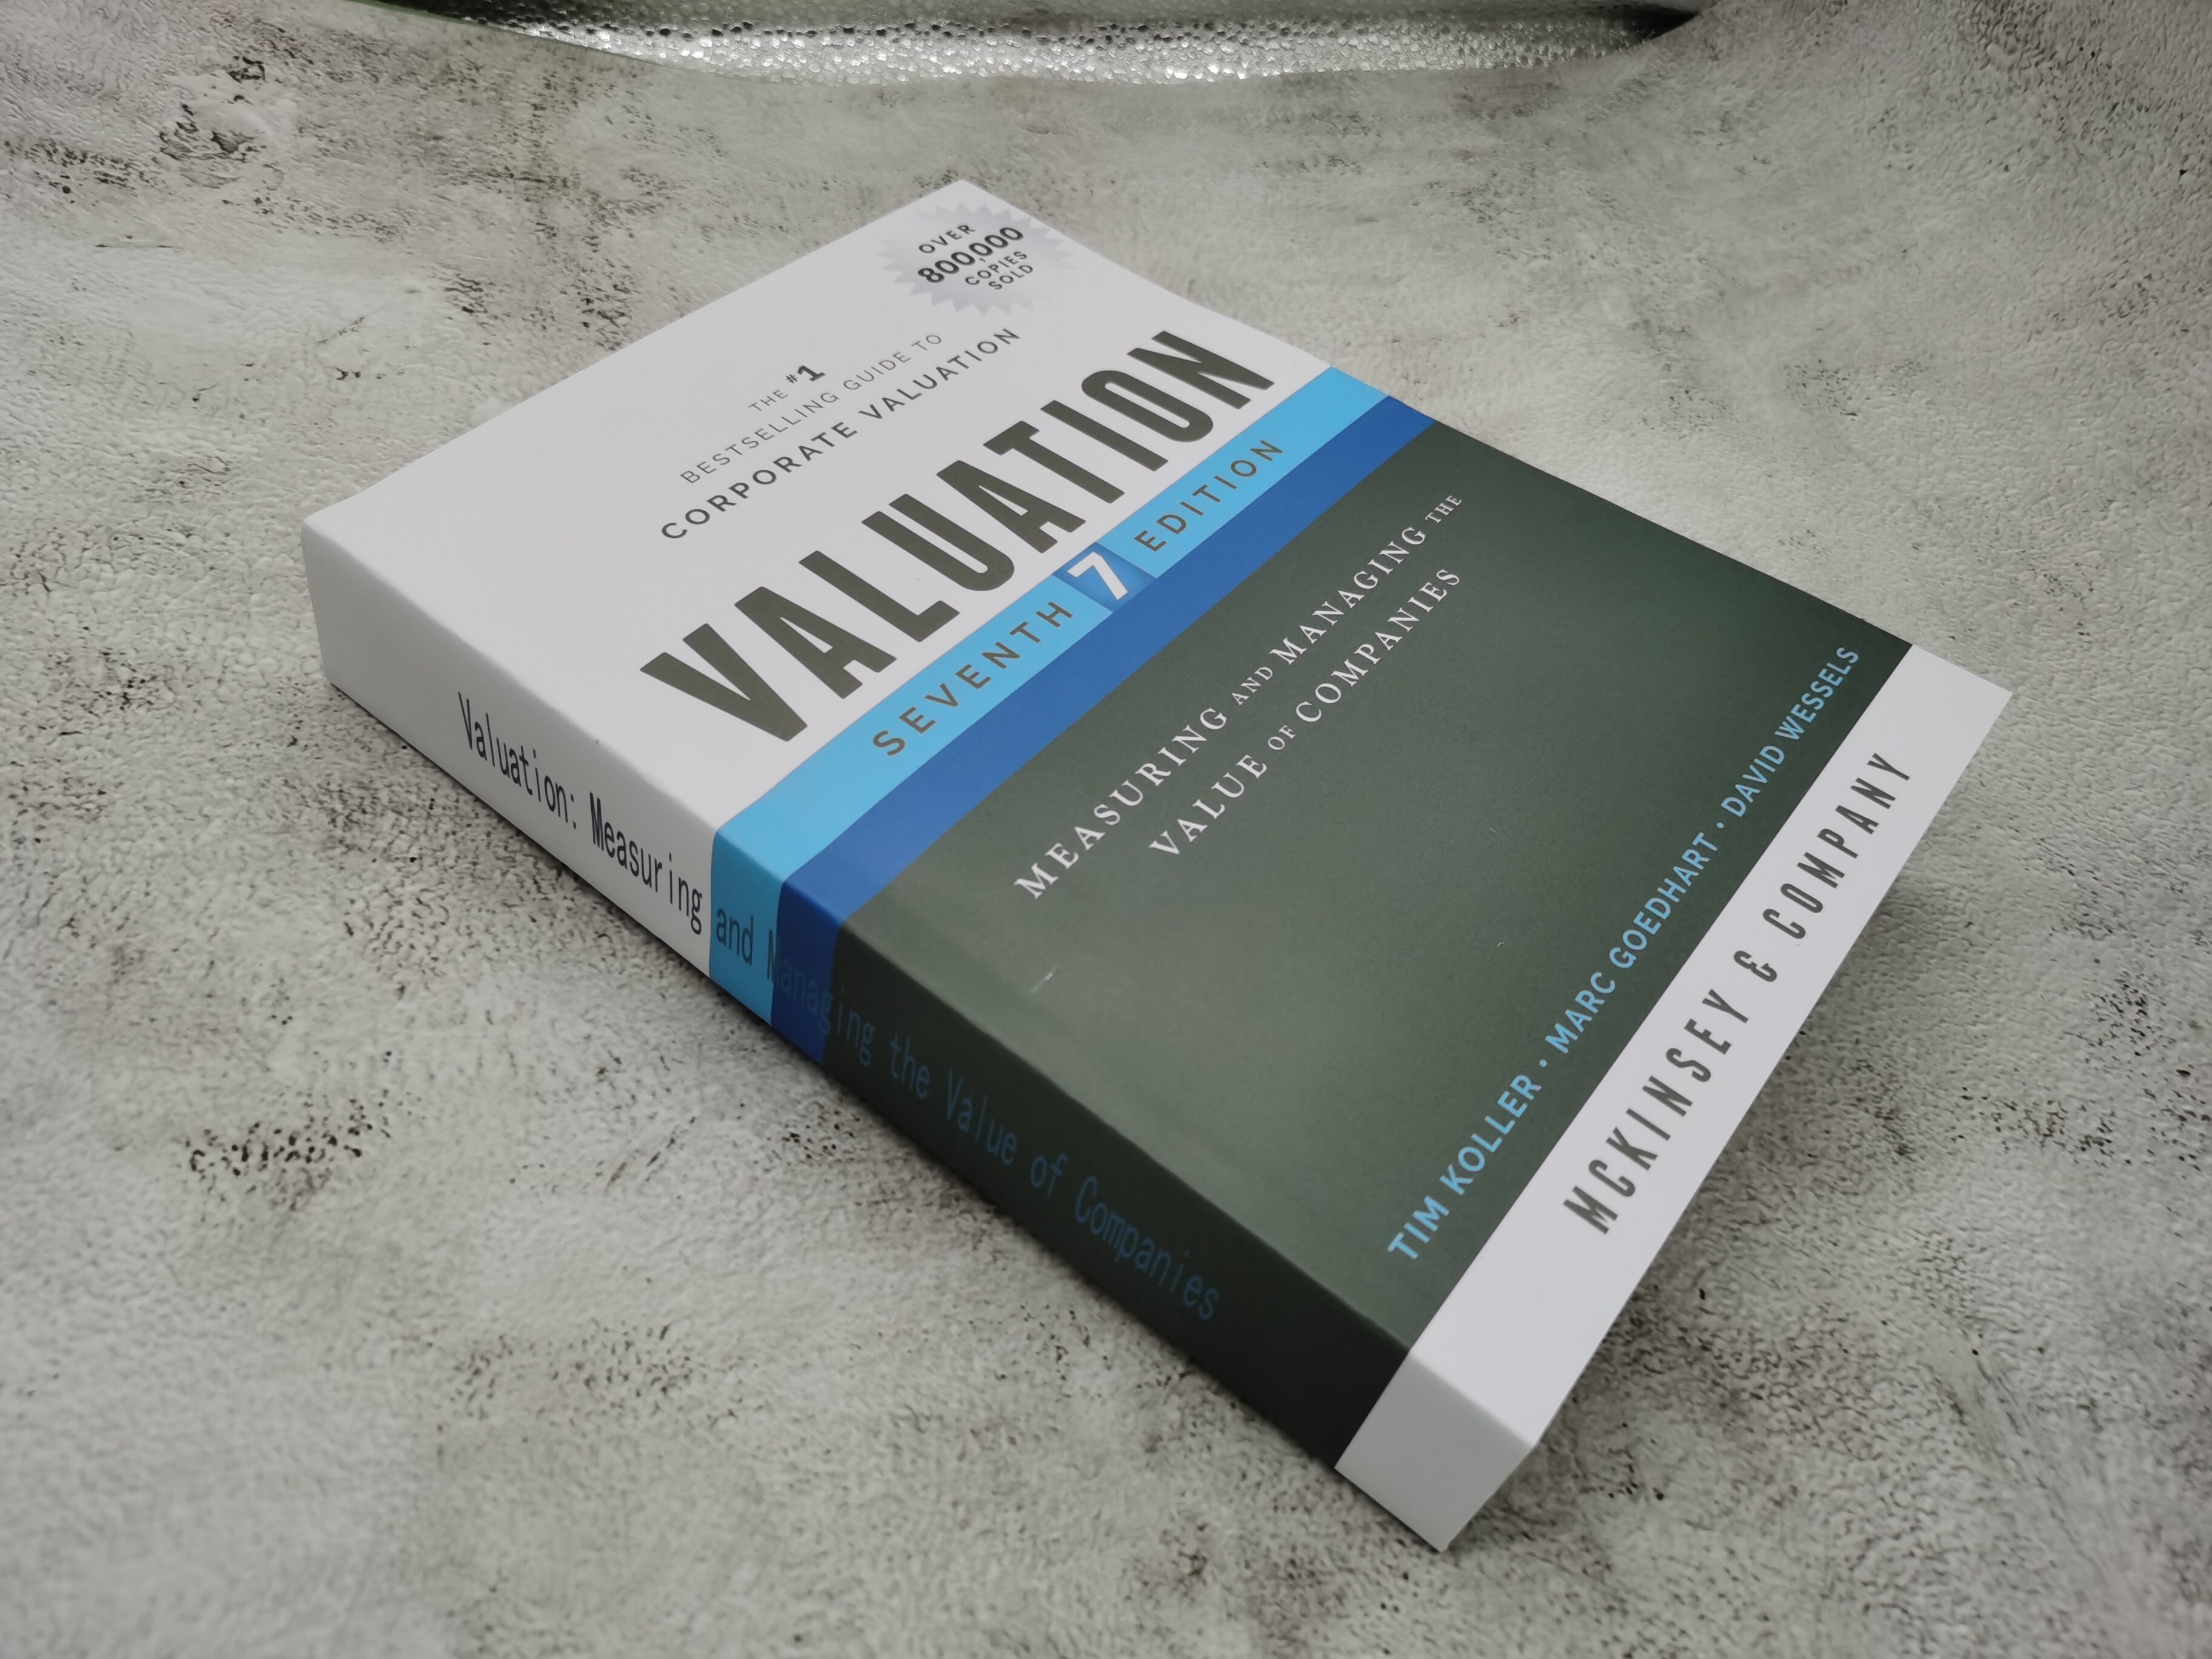 OVER
800,000
COPIES
SOLD
THE #1
BESTSELLING GUIDE TO
CORPORATE VALUATION
VALUATION
SEVENTH 7 EDITION
MEASURING AND MANAGING THE
VALUE OF COMPANIES
TIM KOLLER · MARC GOEDHART · DAVID WESSELS
MCKINSEY & COMPANY
Valuation: Measuring and Managing the Value of Companies